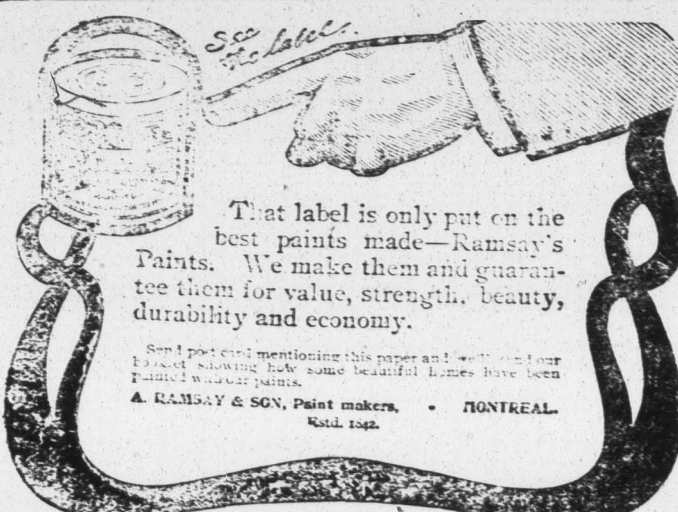 See
the Label.
That label is only put on the
best paints made—Ramsay's
Paints. We make them and guaran-
tee them for value, strength, beauty,
durability and economy.
Send post card mentioning this paper and we'll send our
booklet showing how some beautiful homes have been
painted with our paints.
A. RAMSAY & SON, Paint makers, • MONTREAL.
Estd. 1842.